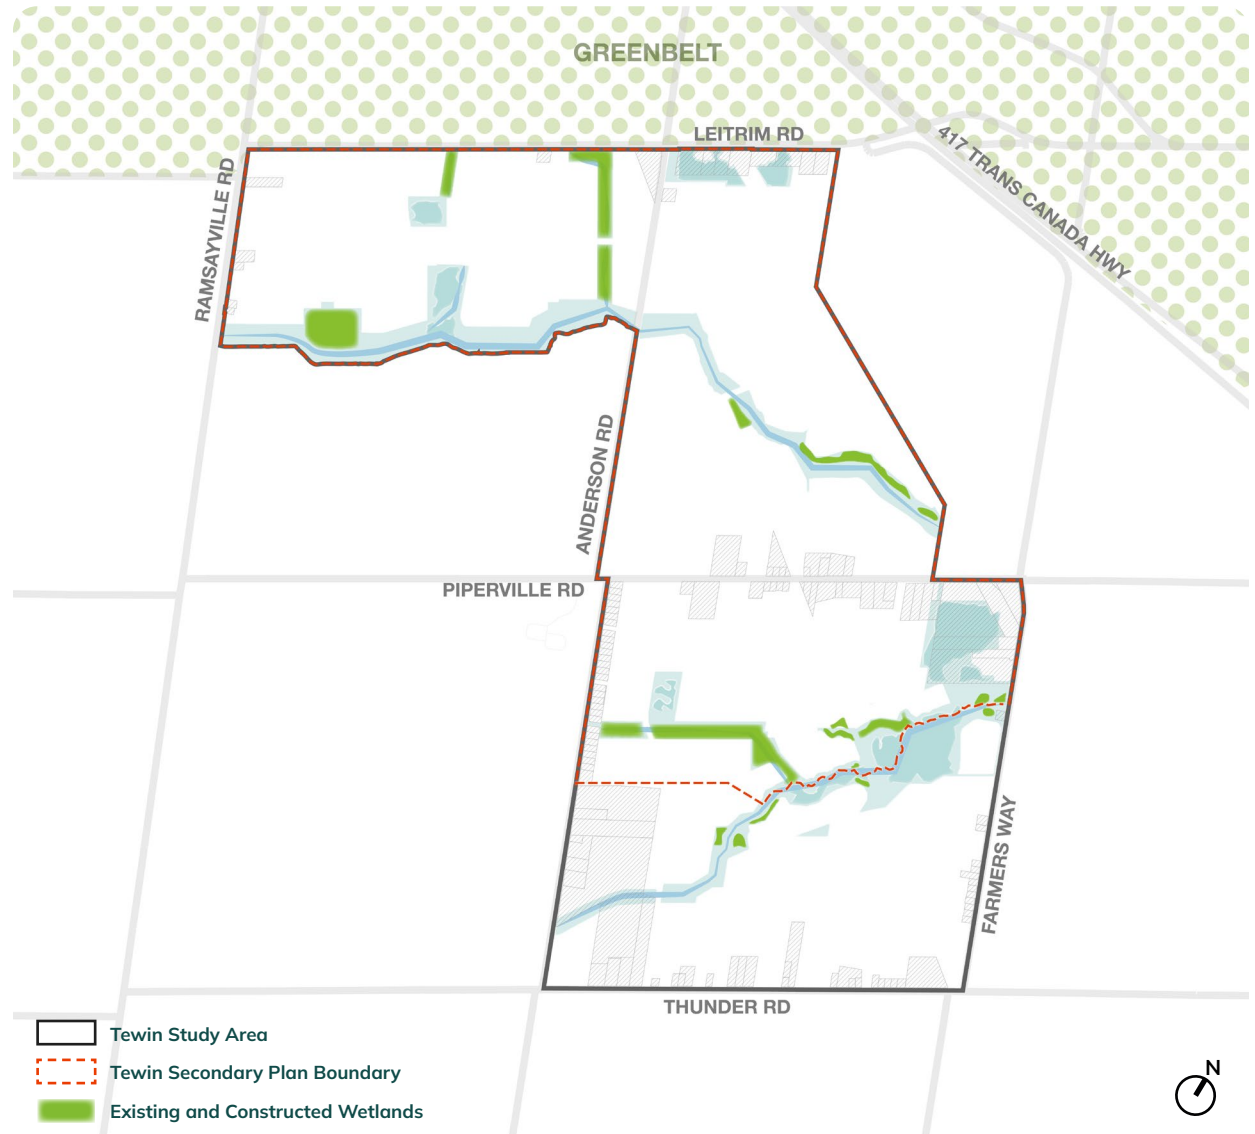 GREENBELT
LEITRIM RD
417 TRANS CANADA HWY
RAMSAYVILLE RD
ANDERSON RD
PIPERVILLE RD
FARMERS WAY
THUNDER RD
Tewin Study Area
Tewin Secondary Plan Boundary
Existing and Constructed Wetlands
N